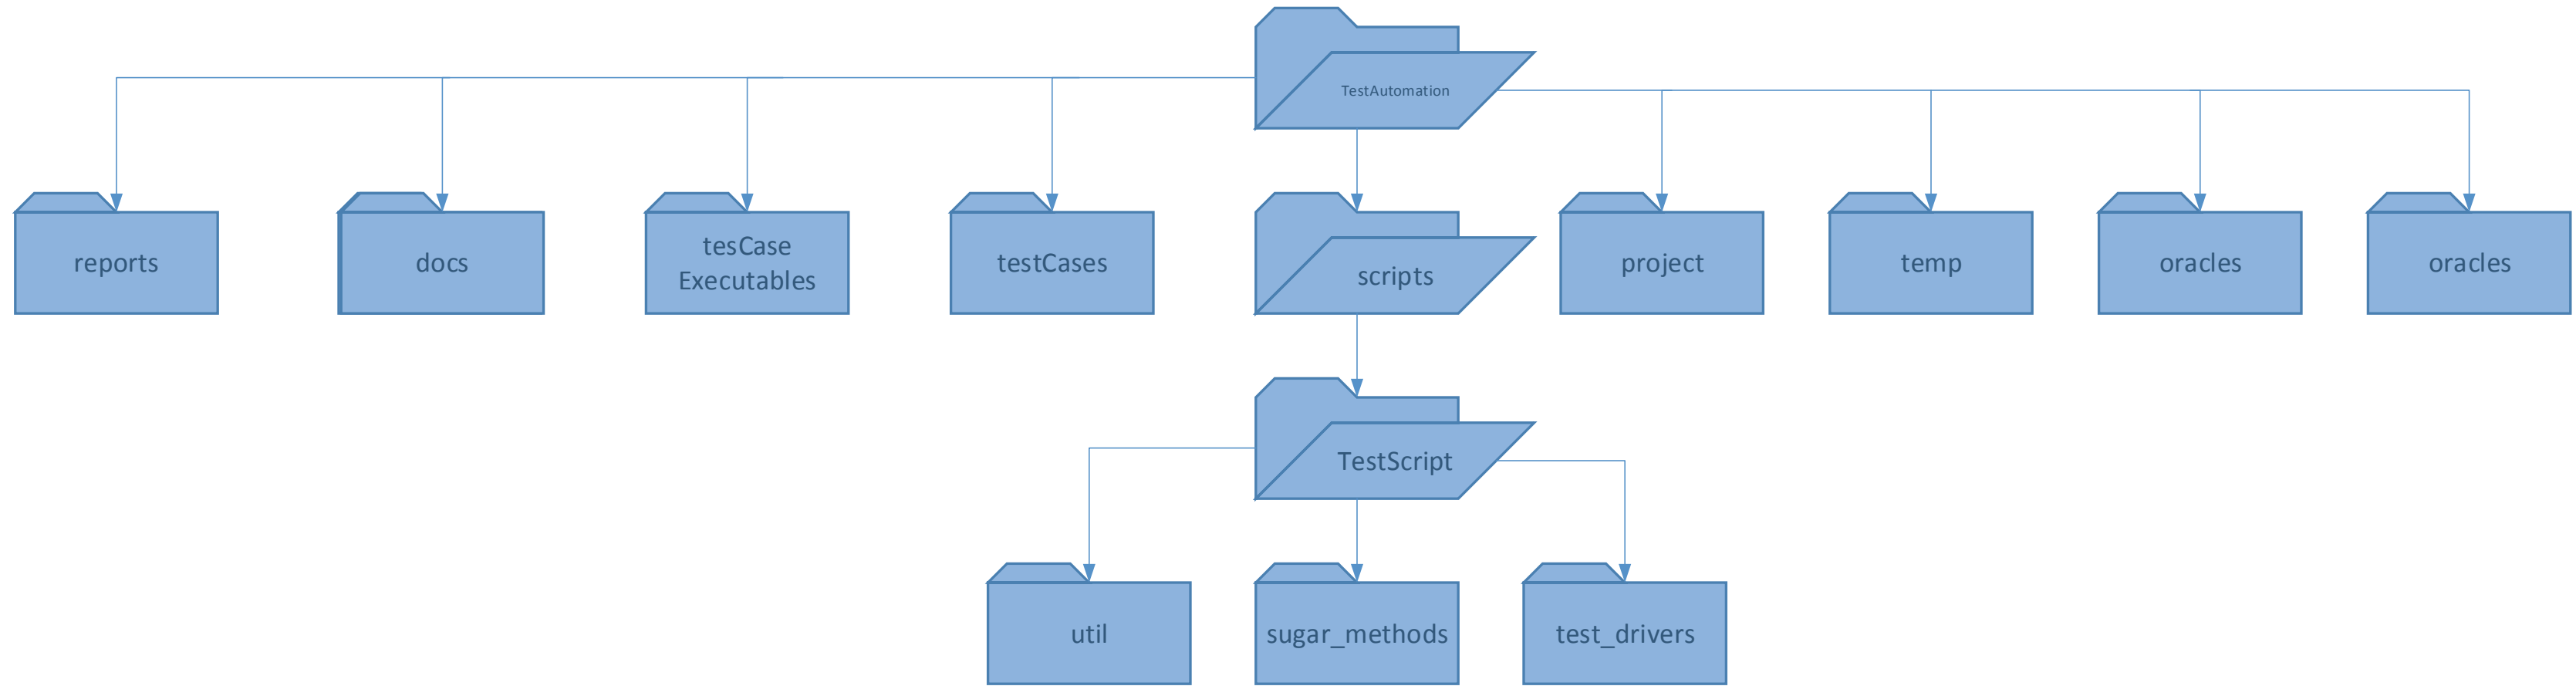 TestAutomation
reports
docs
tesCase
Executables
testCases
scripts
project
temp
oracles
oracles
TestScript
util
sugar_methods
test_drivers